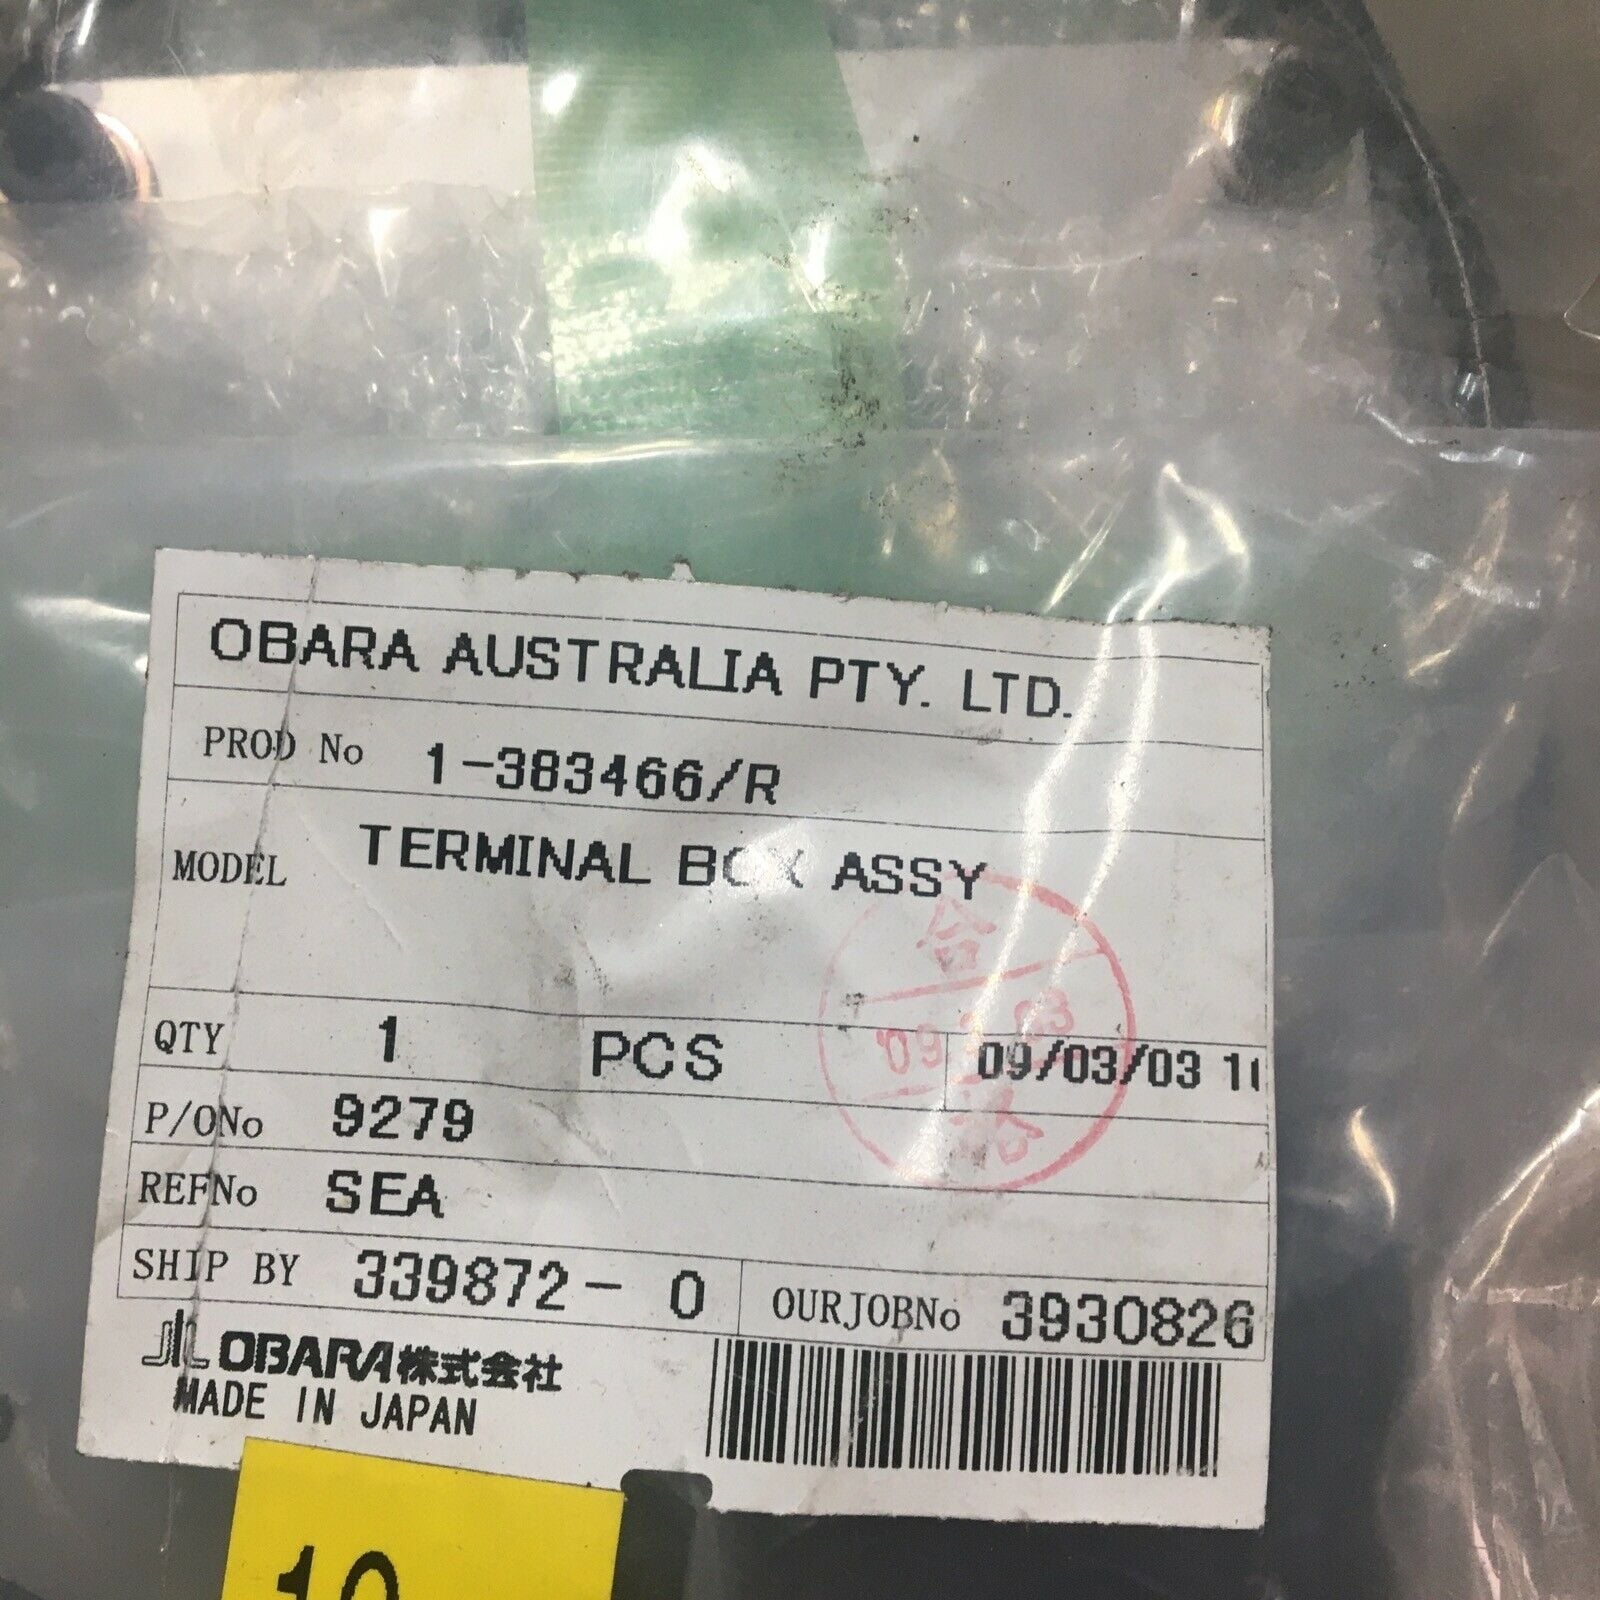 OBARA AUSTRALIA PTY. LTD.
PROD No 1-383466/R
MODEL TERMINAL BOX ASSY
合
QTY 1 PCS 09/03/03
格
P/ONo 9279
REFNo SEA
SHIP BY 339872- 0 OURJOBNo 3930826
OBARA株式会社
MADE IN JAPAN